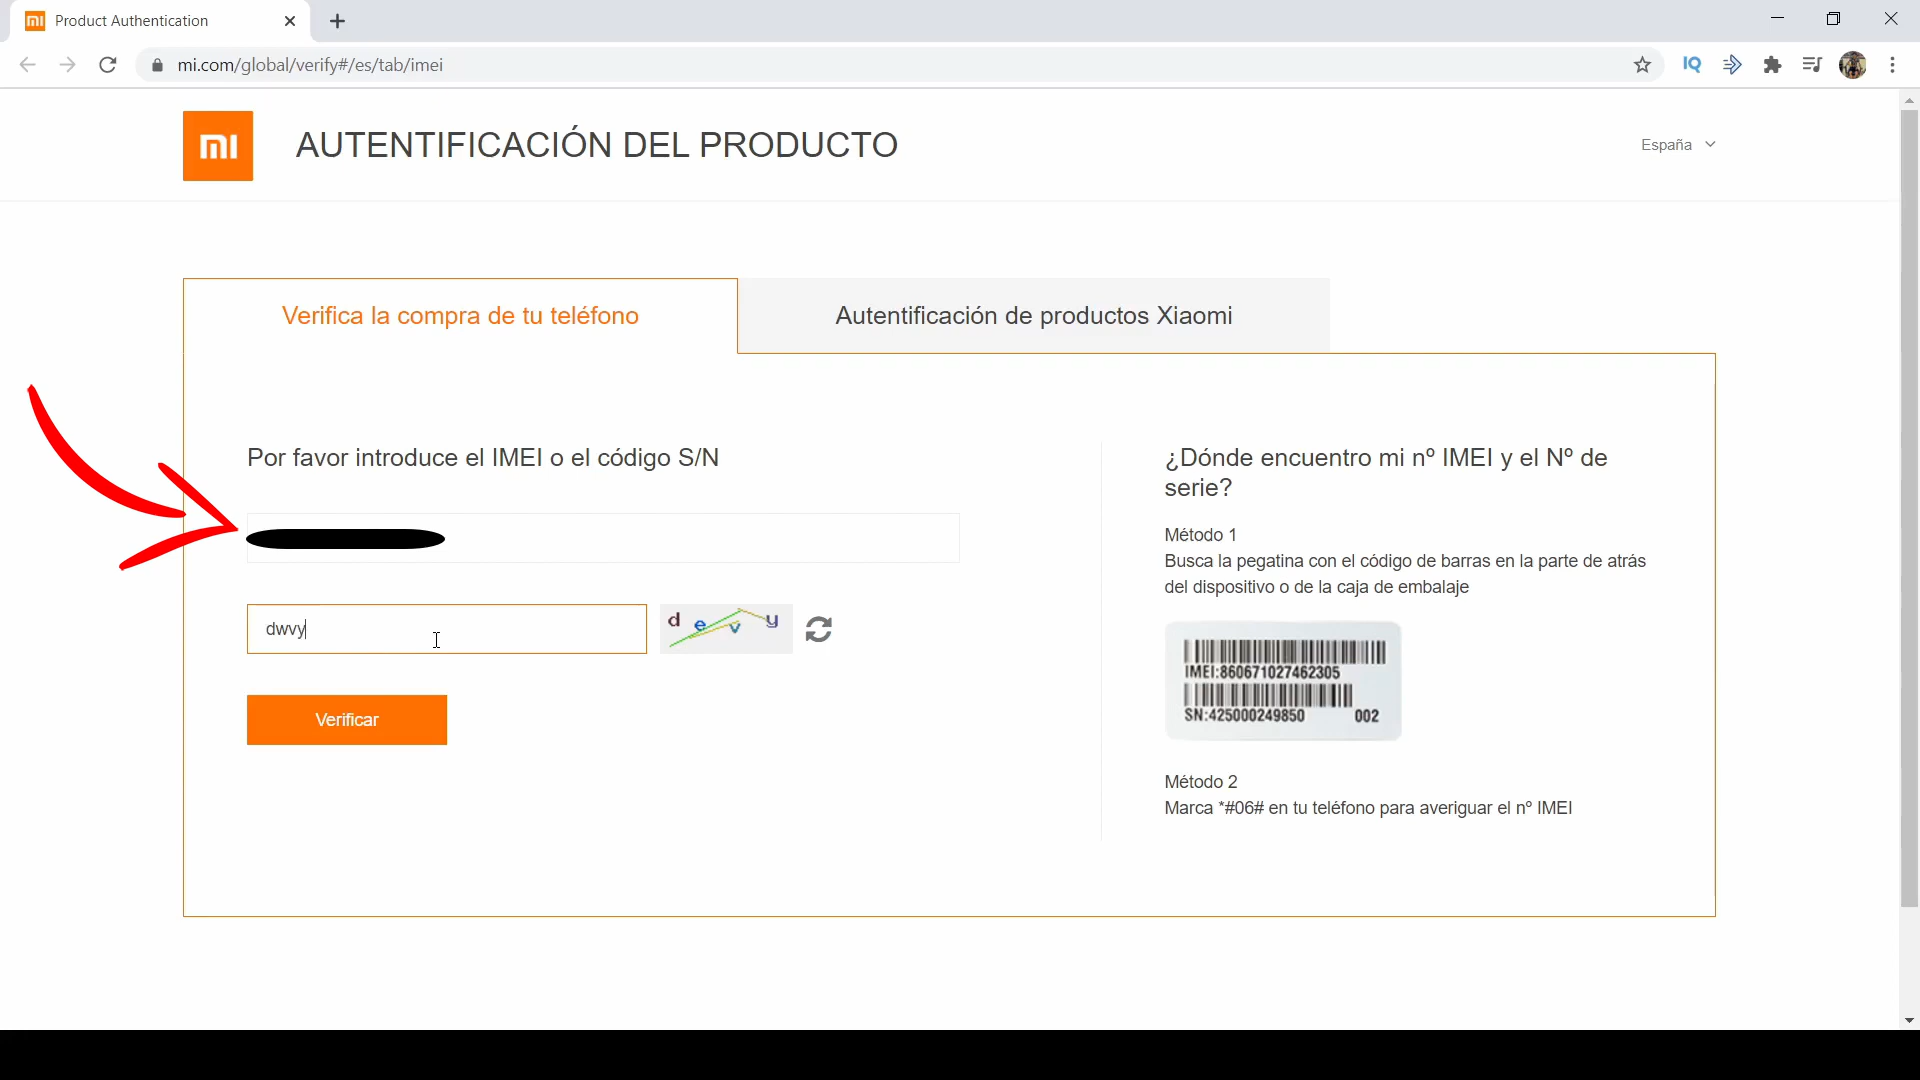 Product Authentication
mi.com/global/verify#/es/tab/imei
IQ
mi
AUTENTIFICACIÓN DEL PRODUCTO
España
Verifica la compra de tu teléfono
Autentificación de productos Xiaomi
Por favor introduce el IMEI o el código S/N
dwvy
d e v y
Verificar
¿Dónde encuentro mi nº IMEI y el Nº de
serie?
Método 1
Busca la pegatina con el código de barras en la parte de atrás
del dispositivo o de la caja de embalaje
IMEI:860671027462305
SN:425000249850 002
Método 2
Marca *#06# en tu teléfono para averiguar el nº IMEI